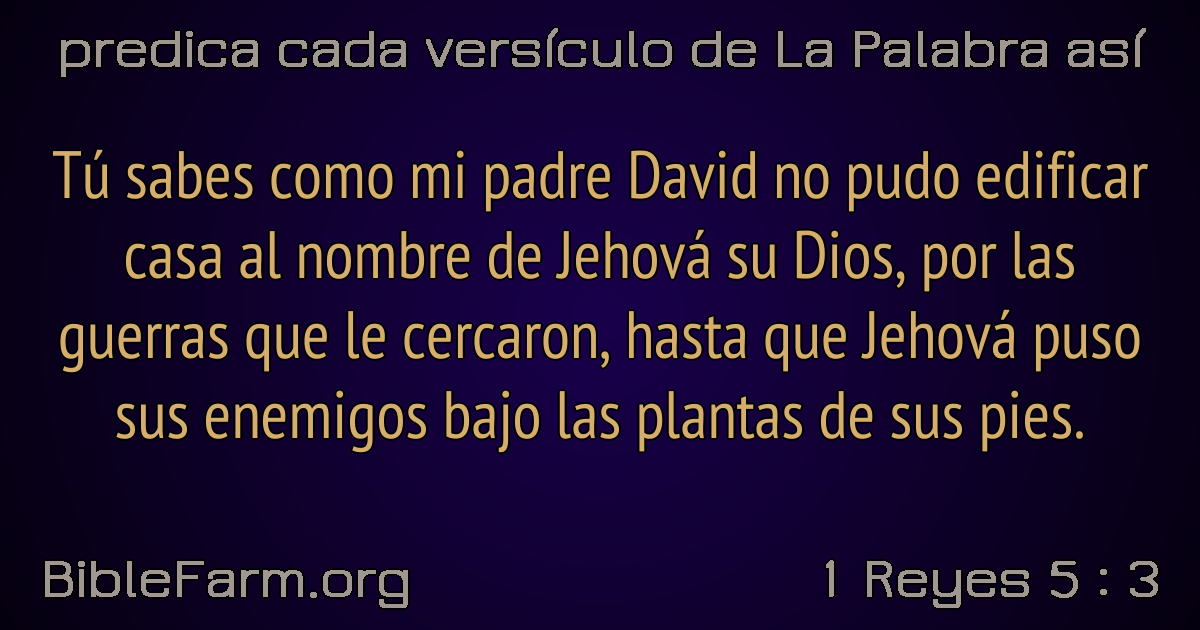 predica cada versículo de La Palabra así
Tú sabes como mi padre David no pudo edificar
casa al nombre de Jehová su Dios, por las
guerras que le cercaron, hasta que Jehová puso
sus enemigos bajo las plantas de sus pies.
BibleFarm.org
1 Reyes 5 : 3